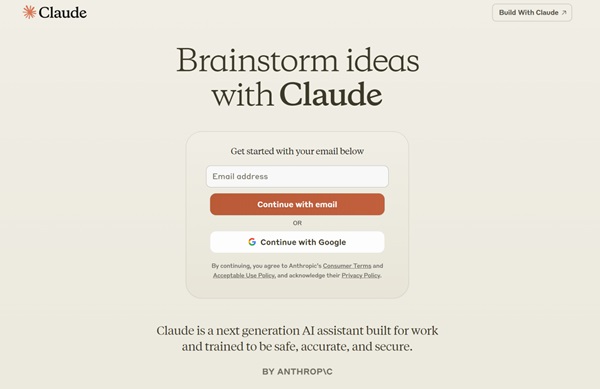 Claude
Build With Claude ↗
Brainstorm ideas
with Claude
Get started with your email below
Email address
Continue with email
OR
Continue with Google
By continuing, you agree to Anthropic's Consumer Terms and
Acceptable Use Policy, and acknowledge their Privacy Policy.
Claude is a next generation AI assistant built for work
and trained to be safe, accurate, and secure.
BY ANTHROP\C